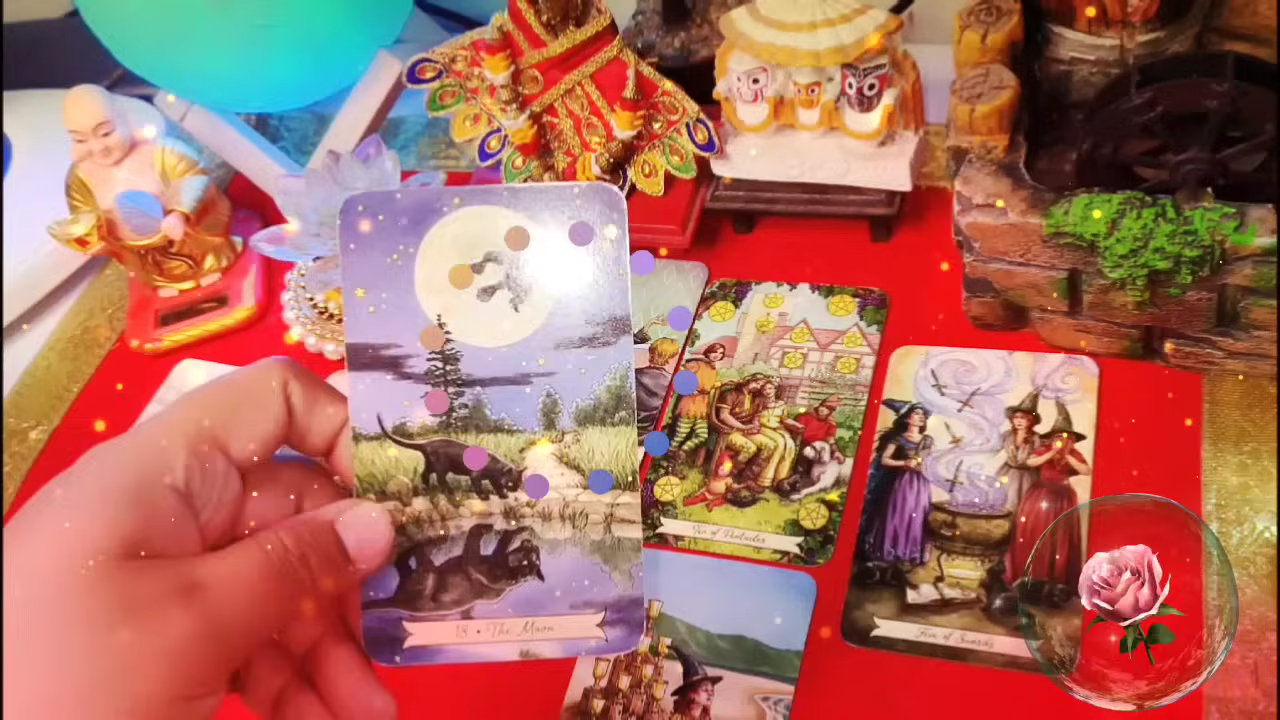 18 • The Moon
Ten of Pentacles
Five of Swords